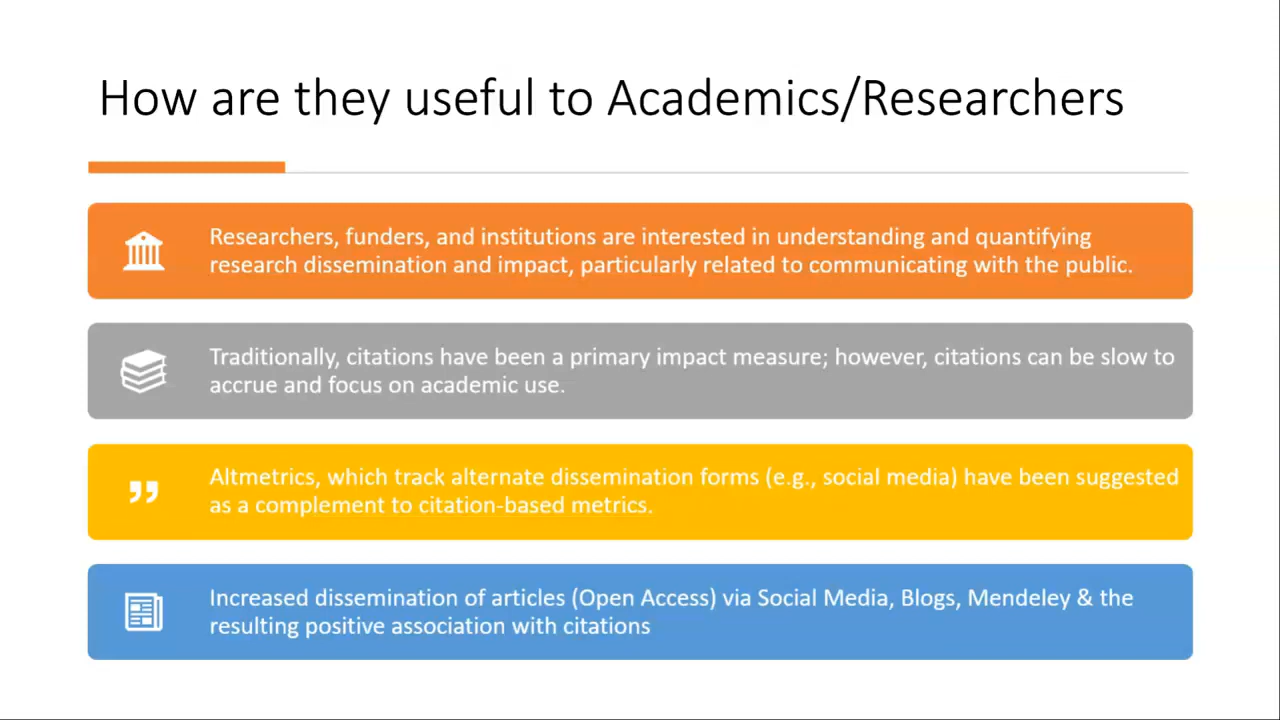 How are they useful to Academics/Researchers
Researchers, funders, and institutions are interested in understanding and quantifying
research dissemination and impact, particularly related to communicating with the public.
Traditionally, citations have been a primary impact measure; however, citations can be slow to
accrue and focus on academic use.
Altmetrics, which track alternate dissemination forms (e.g., social media) have been suggested
as a complement to citation-based metrics.
Increased dissemination of articles (Open Access) via Social Media, Blogs, Mendeley & the
resulting positive association with citations